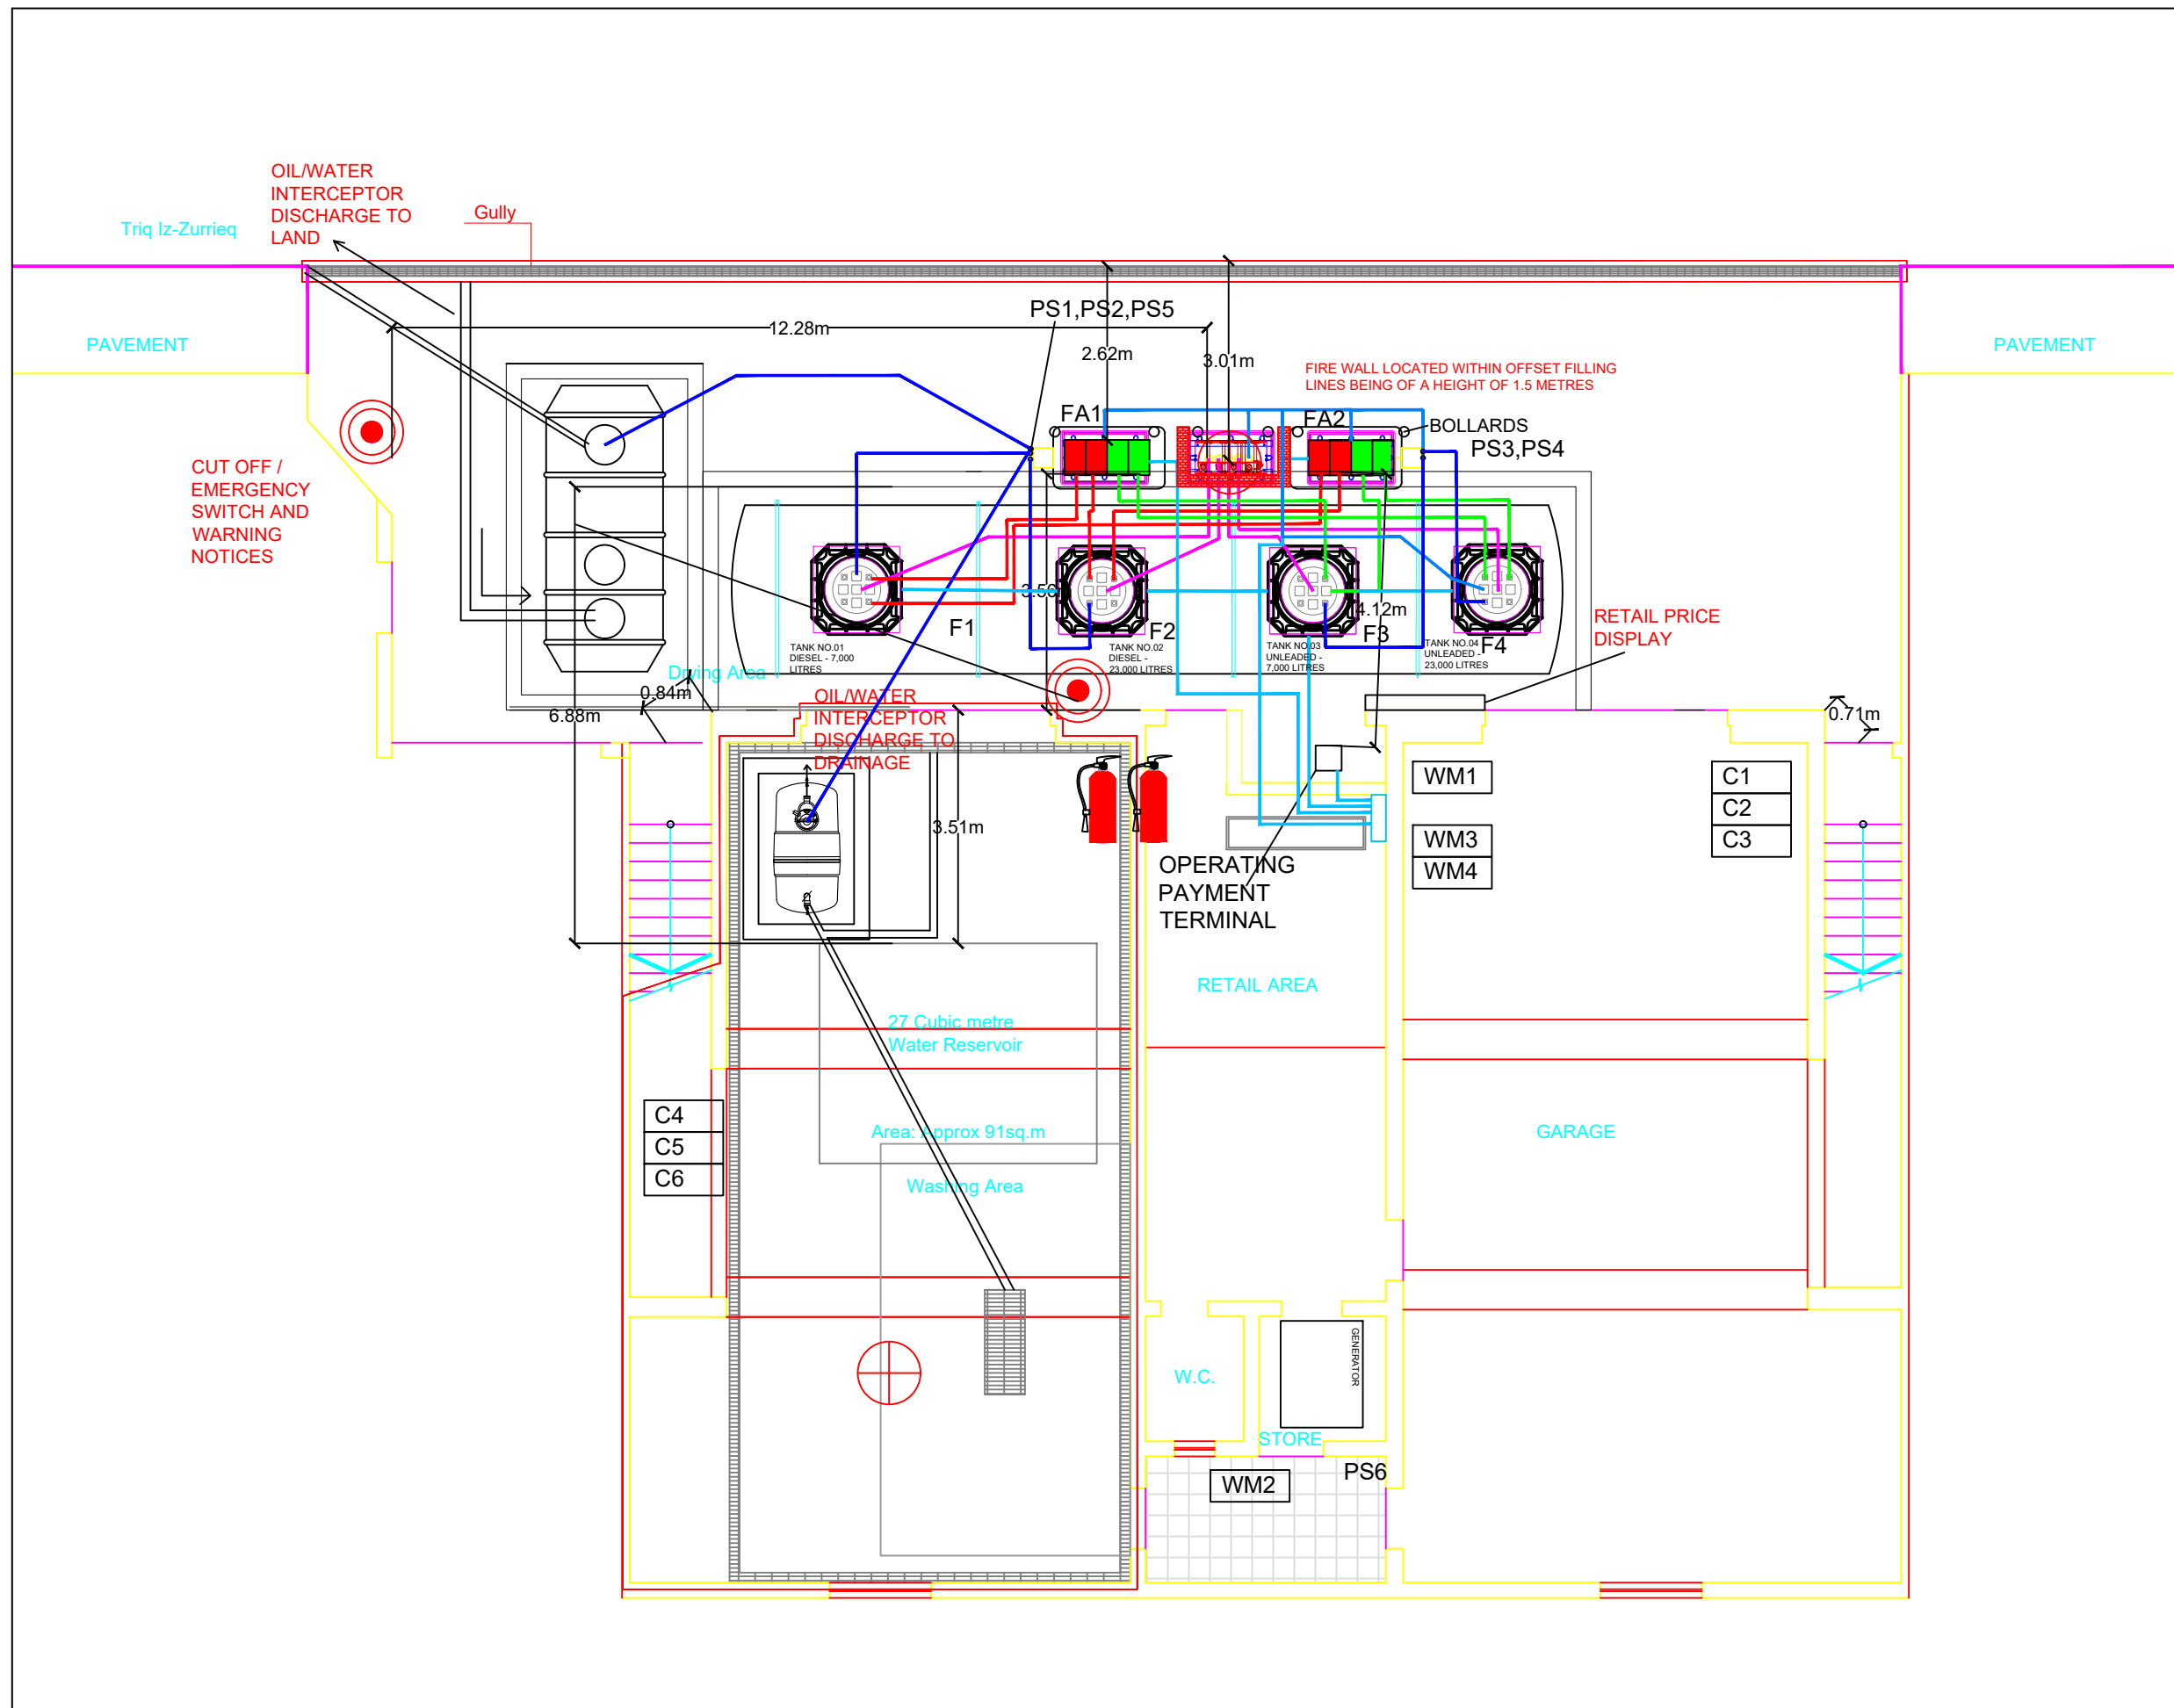 OIL/WATER
INTERCEPTOR
DISCHARGE TO
LAND
Gully
Triq Iz-Zurrieq
PAVEMENT
PAVEMENT
PS1,PS2,PS5
12.28m
2.62m
3.01m
FIRE WALL LOCATED WITHIN OFFSET FILLING
LINES BEING OF A HEIGHT OF 1.5 METRES
FA1
FA2
BOLLARDS
PS3,PS4
CUT OFF /
EMERGENCY
SWITCH AND
WARNING
NOTICES
4.12m
F1
F2
F3
F4
TANK NO.01
DIESEL - 7,000
LITRES
TANK NO.02
DIESEL -
23,000 LITRES
TANK NO.03
UNLEADED -
7,000 LITRES
TANK NO.04
UNLEADED -
23,000 LITRES
RETAIL PRICE
DISPLAY
Drying Area
0.84m
6.88m
0.71m
OIL/WATER
INTERCEPTOR
DISCHARGE TO
DRAINAGE
3.51m
WM1
WM3
WM4
C1
C2
C3
OPERATING
PAYMENT
TERMINAL
RETAIL AREA
27 Cubic metre
Water Reservoir
C4
C5
C6
Area: Approx 91sq.m
Washing Area
GARAGE
GENERATOR
W.C.
STORE
PS6
WM2